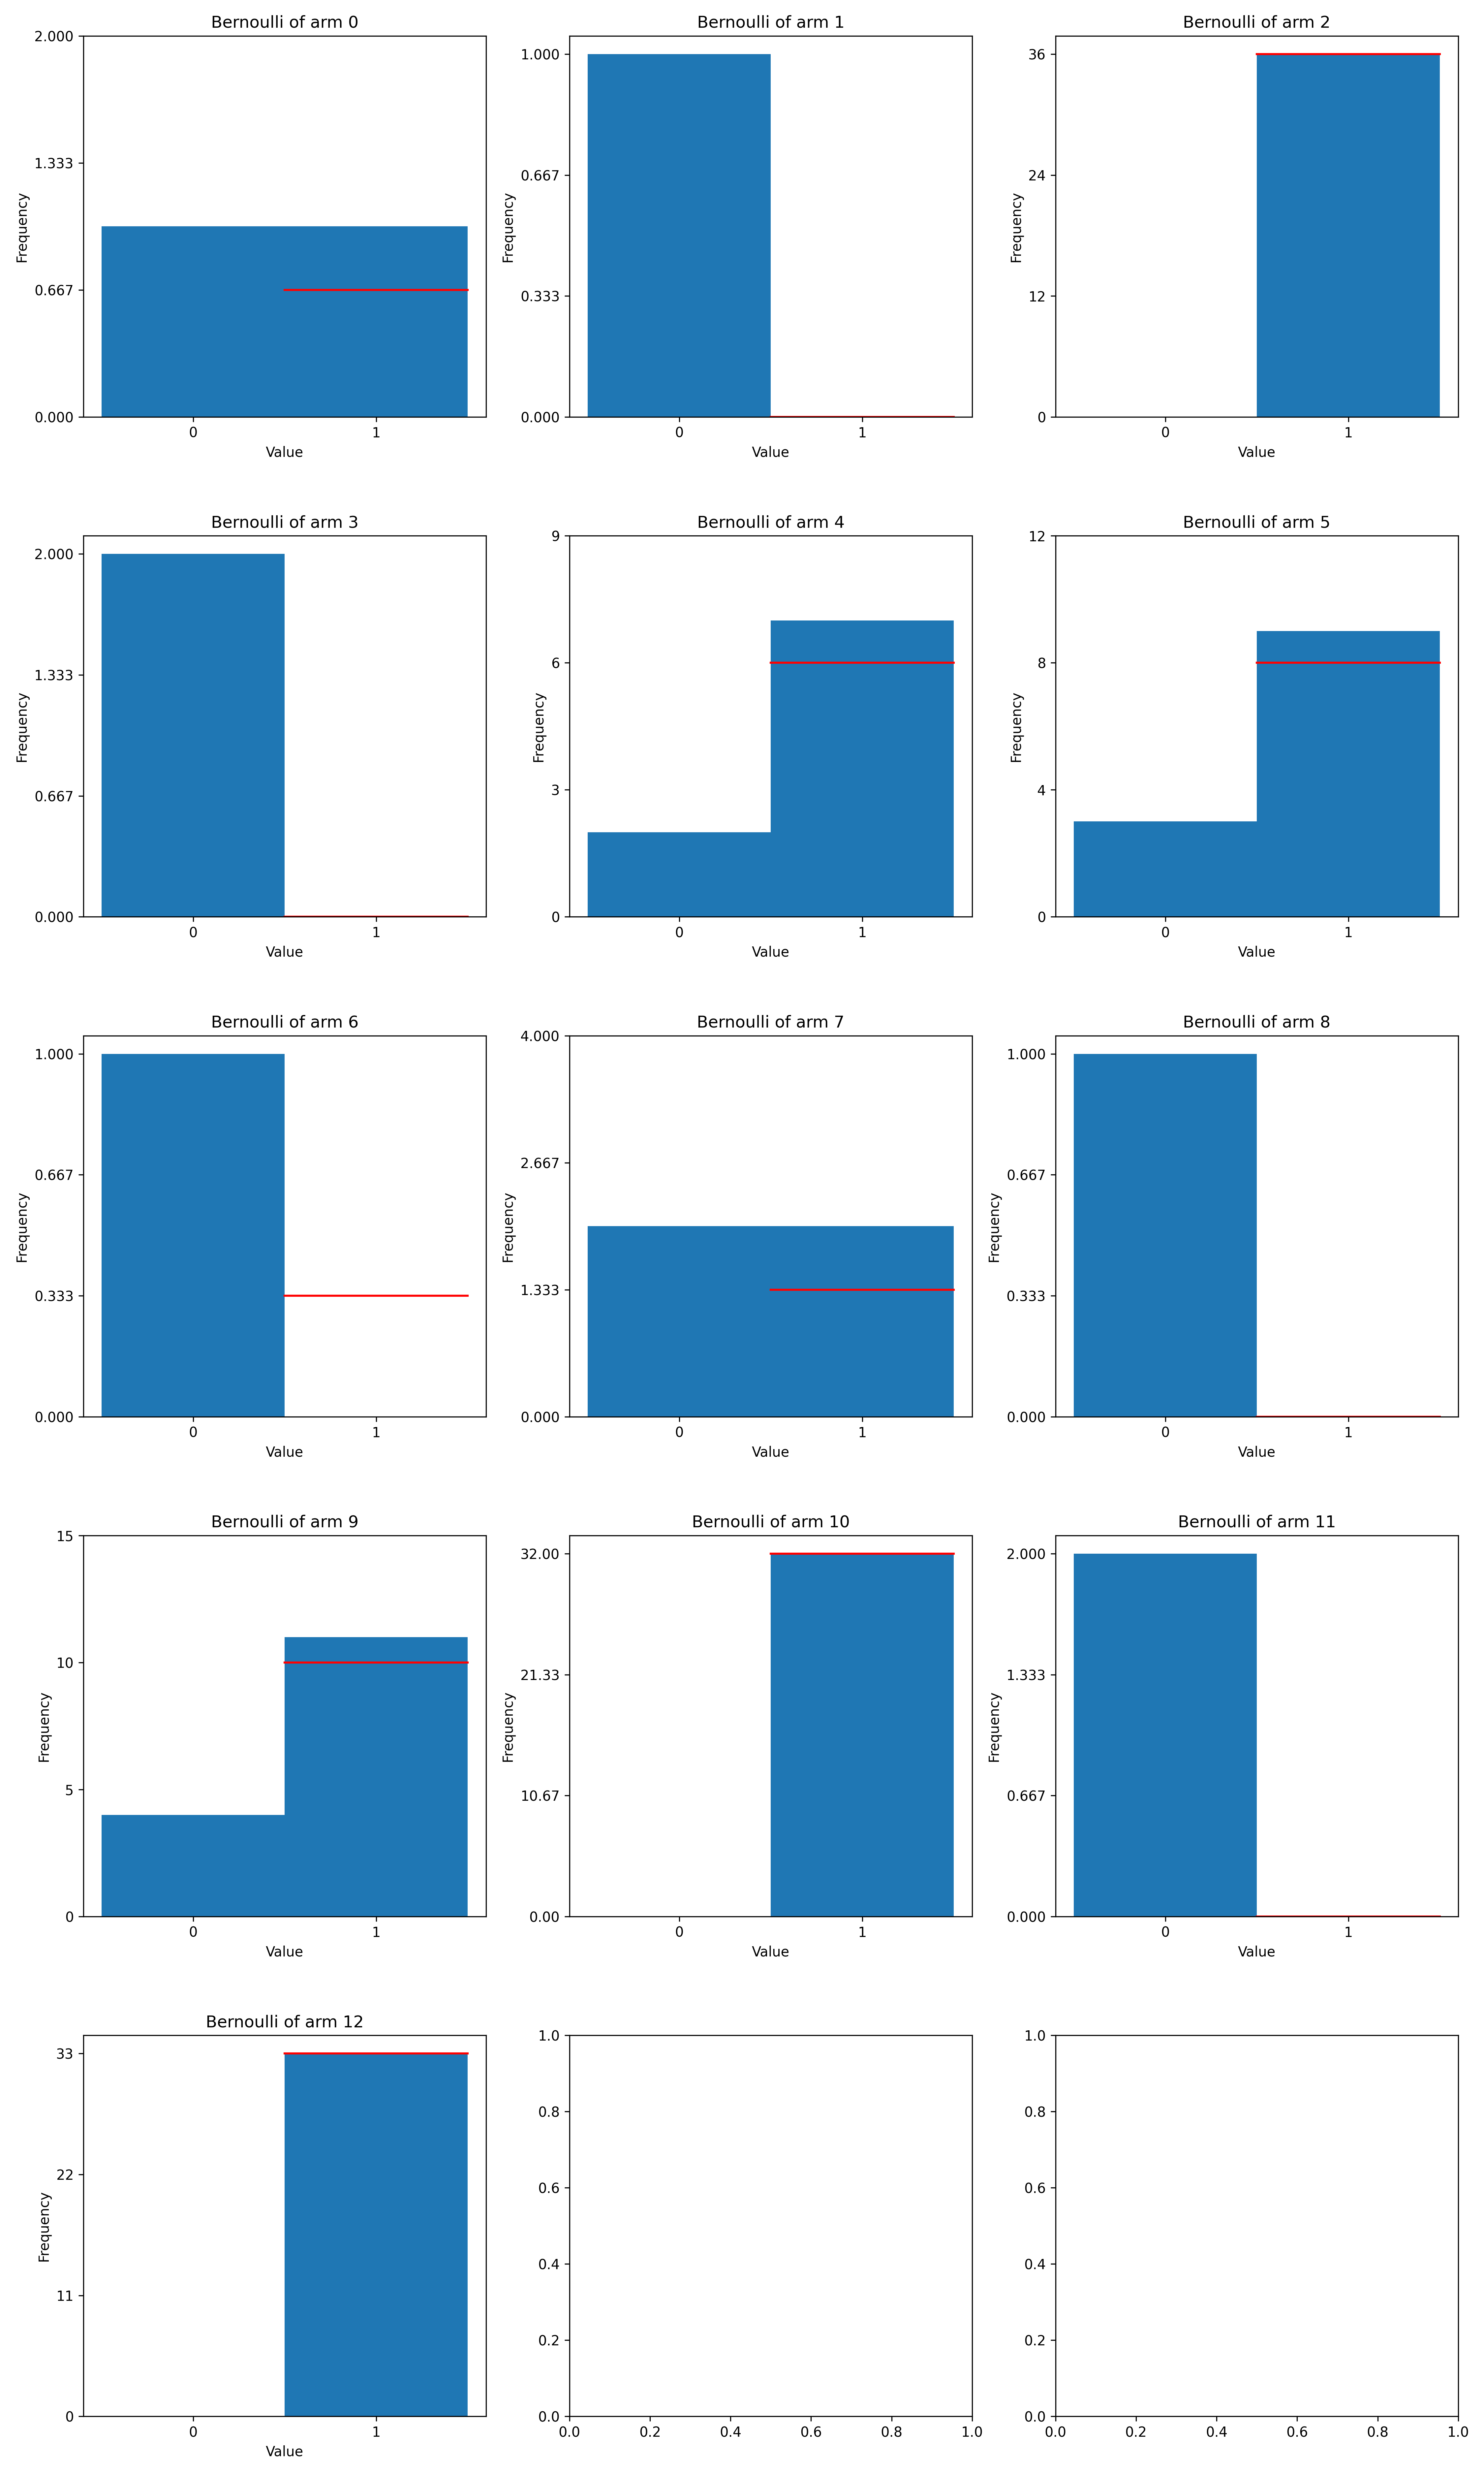 Bernoulli of arm 0
Bernoulli of arm 1
Bernoulli of arm 2
2.000
1.333
0.667
0.000
Frequency
0
1
Value
1.000
0.667
0.333
0.000
Frequency
0
1
Value
36
24
12
0
Frequency
0
1
Value
Bernoulli of arm 3
Bernoulli of arm 4
Bernoulli of arm 5
2.000
1.333
0.667
0.000
Frequency
0
1
Value
9
6
3
0
Frequency
0
1
Value
12
8
4
0
Frequency
0
1
Value
Bernoulli of arm 6
Bernoulli of arm 7
Bernoulli of arm 8
1.000
0.667
0.333
0.000
Frequency
0
1
Value
4.000
2.667
1.333
0.000
Frequency
0
1
Value
1.000
0.667
0.333
0.000
Frequency
0
1
Value
Bernoulli of arm 9
Bernoulli of arm 10
Bernoulli of arm 11
15
10
5
0
Frequency
0
1
Value
32.00
21.33
10.67
0.00
Frequency
0
1
Value
2.000
1.333
0.667
0.000
Frequency
0
1
Value
Bernoulli of arm 12
33
22
11
0
Frequency
0
1
Value
1.0
0.8
0.6
0.4
0.2
0.0
0.0 0.2 0.4 0.6 0.8 1.0
1.0
0.8
0.6
0.4
0.2
0.0
0.0 0.2 0.4 0.6 0.8 1.0